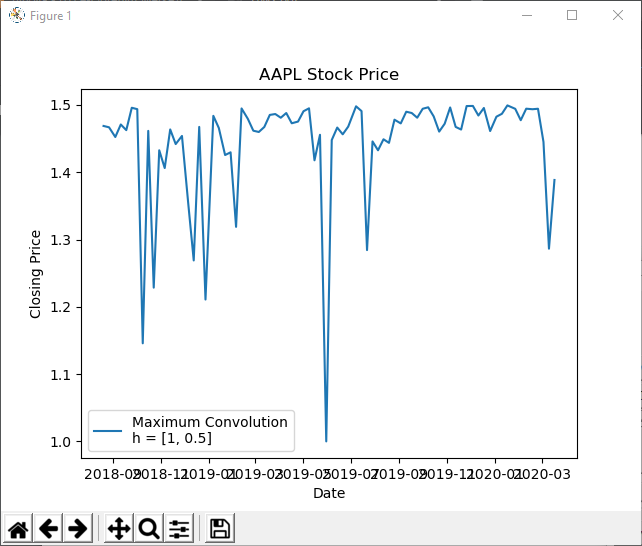 Figure 1
AAPL Stock Price
Closing Price
1.5
1.4
1.3
1.2
1.1
1.0
Maximum Convolution
h = [1, 0.5]
2018-09 2018-11 2019-01 2019-03 2019-05 2019-07 2019-09 2019-11 2020-01 2020-03
Date